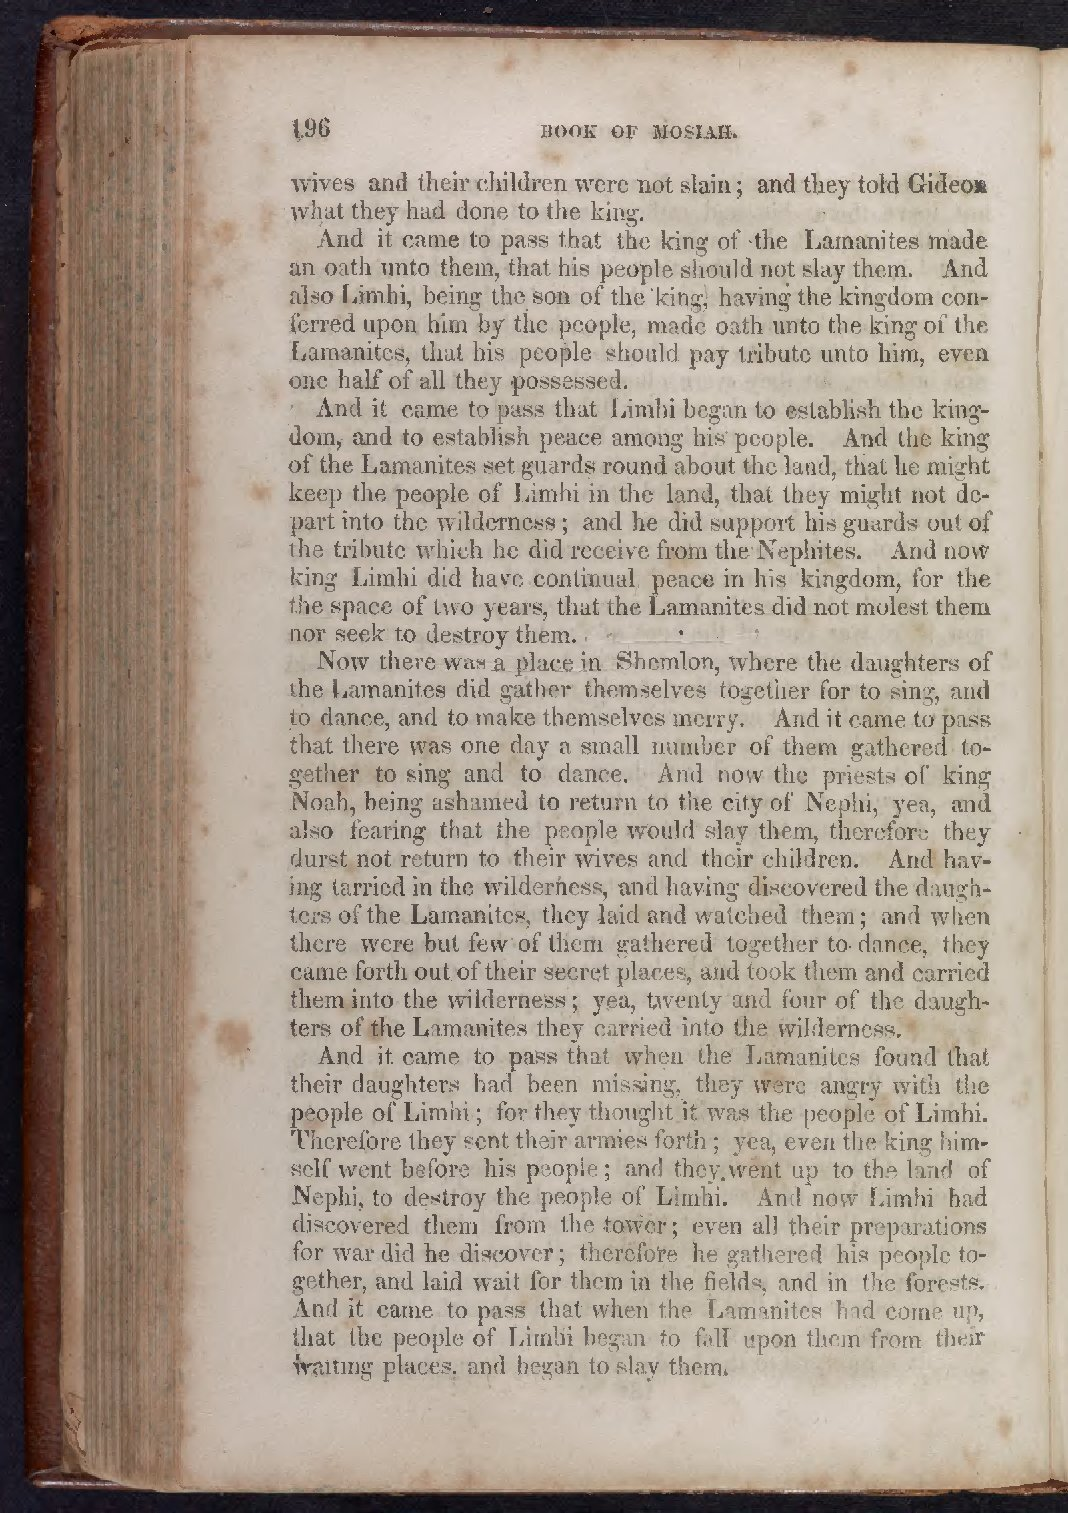 196 BOOK OF MOSIAH.
wives and their children were not slain; and they told Gideon
what they had done to the king.
And it came to pass that the king of the Lamanites made
an oath unto them, that his people should not slay them. And
also Limhi, being the son of the king, having the kingdom con-
ferred upon him by the people, made oath unto the king of the
Lamanites, that his people should pay tribute unto him, even
one half of all they possessed.
And it came to pass that Limhi began to establish the king-
dom, and to establish peace among his people. And the king
of the Lamanites set guards round about the land, that he might
keep the people of Limhi in the land, that they might not de-
part into the wilderness; and he did support his guards out of
the tribute which he did receive from the Nephites. And now
king Limhi did have continual peace in his kingdom, for the
the space of two years, that the Lamanites did not molest them
nor seek to destroy them.
Now there was a place in Shemlon, where the daughters of
the Lamanites did gather themselves together for to sing, and
to dance, and to make themselves merry. And it came to pass
that there was one day a small number of them gathered to-
gether to sing and to dance. And now the priests of king
Noah, being ashamed to return to the city of Nephi, yea, and
also fearing that the people would slay them, therefore they
durst not return to their wives and their children. And hav-
ing tarried in the wilderness, and having discovered the daugh-
ters of the Lamanites, they laid and watched them; and when
there were but few of them gathered together to dance, they
came forth out of their secret places, and took them and carried
them into the wilderness; yea, twenty and four of the daugh-
ters of the Lamanites they carried into the wilderness.
And it came to pass that when the Lamanites found that
their daughters had been missing, they were angry with the
people of Limhi; for they thought it was the people of Limhi.
Therefore they sent their armies forth; yea, even the king him-
self went before his people; and they went up to the land of
Nephi, to destroy the people of Limhi. And now Limhi had
discovered them from the tower; even all their preparations
for war did he discover; therefore he gathered his people to-
gether, and laid wait for them in the fields, and in the forests.
And it came to pass that when the Lamanites had come up,
that the people of Limhi began to fall upon them from their
waiting places, and began to slay them.